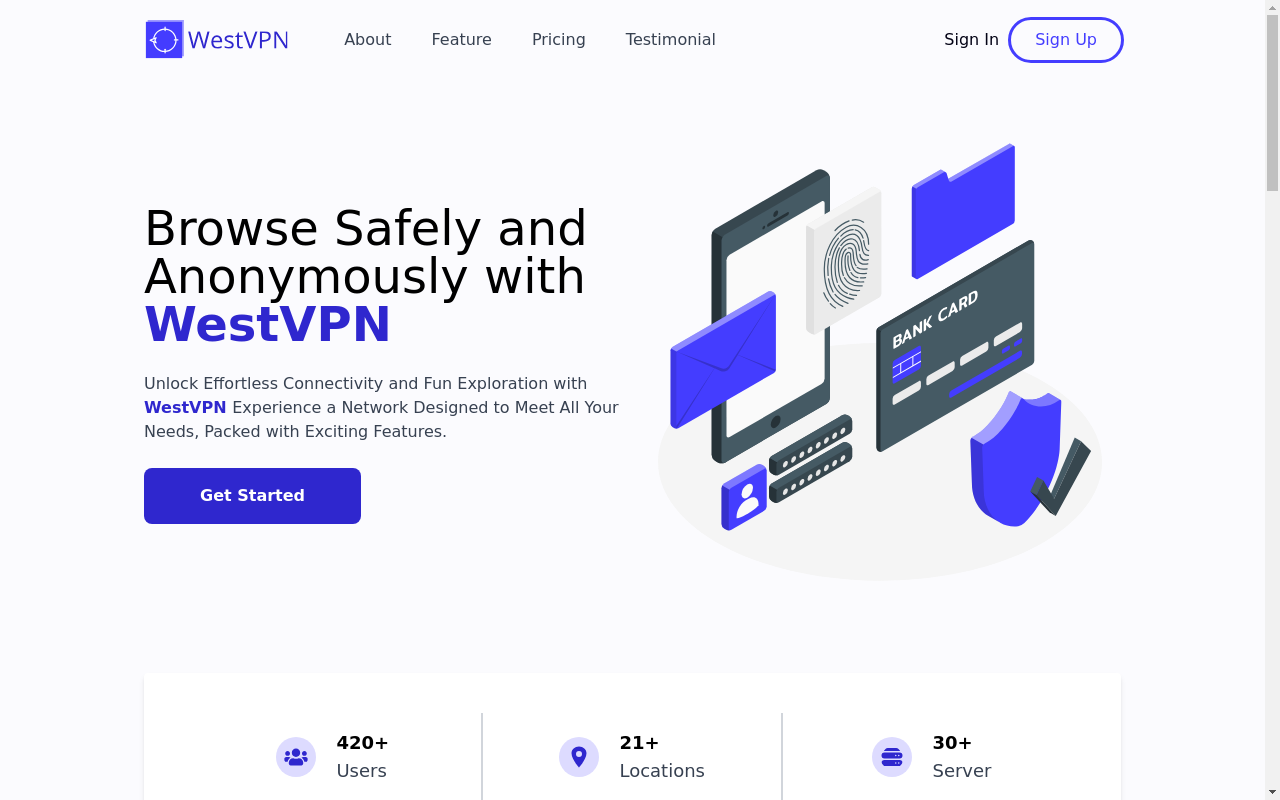 WestVPN
About
Feature
Pricing
Testimonial
Sign In
Sign Up
Browse Safely and
Anonymously with
WestVPN
Unlock Effortless Connectivity and Fun Exploration with
WestVPN Experience a Network Designed to Meet All Your
Needs, Packed with Exciting Features.
Get Started
BANK CARD
420+
Users
21+
Locations
30+
Server